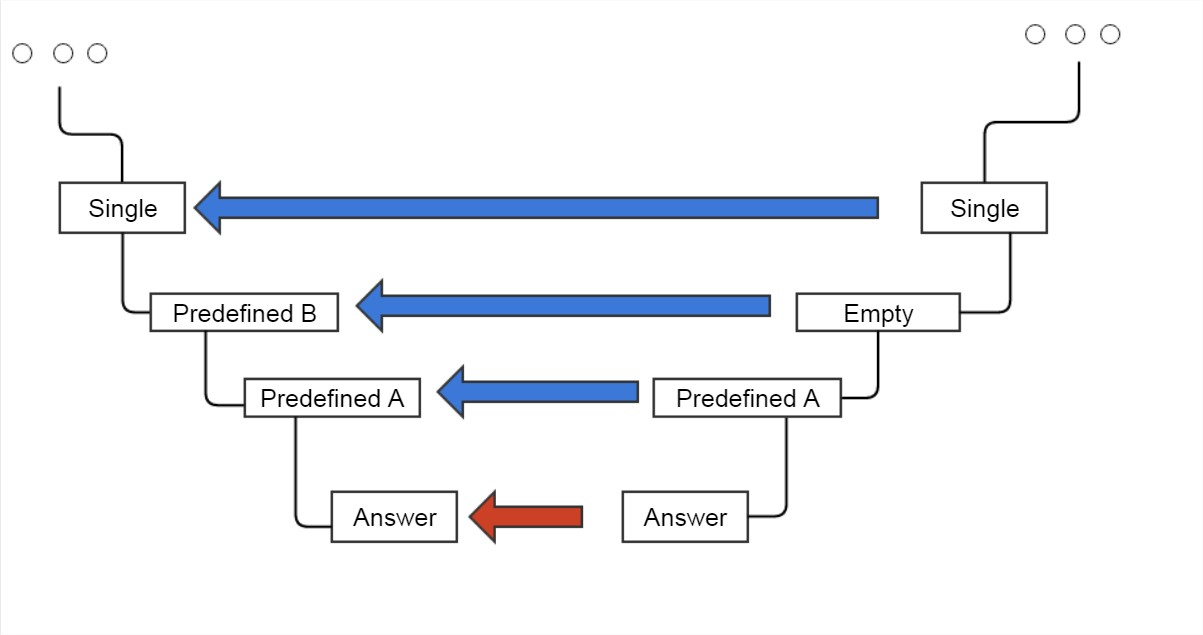 Single
Single
Predefined B
Empty
Predefined A
Predefined A
Answer
Answer